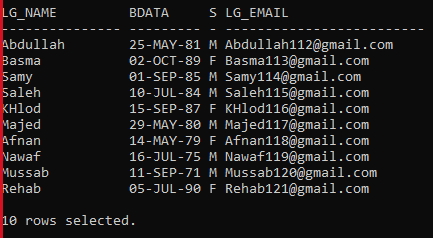 LG_NAME         BDATA     S LG_EMAIL
--------------- --------- - -------------------------
Abdullah        25-MAY-81 M Abdullah112@gmail.com
Basma           02-OCT-89 F Basma113@gmail.com
Samy            01-SEP-85 M Samy114@gmail.com
Saleh           10-JUL-84 M Saleh115@gmail.com
KHlod           15-SEP-87 F KHlod116@gmail.com
Majed           29-MAY-80 M Majed117@gmail.com
Afnan           14-MAY-79 F Afnan118@gmail.com
Nawaf           16-JUL-75 M Nawaf119@gmail.com
Mussab          11-SEP-71 M Mussab120@gmail.com
Rehab           05-JUL-90 F Rehab121@gmail.com
10 rows selected.